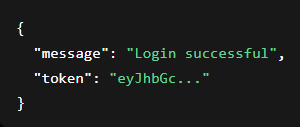 {
"message": "Login successful",
"token": "eyJhbGc..."
}